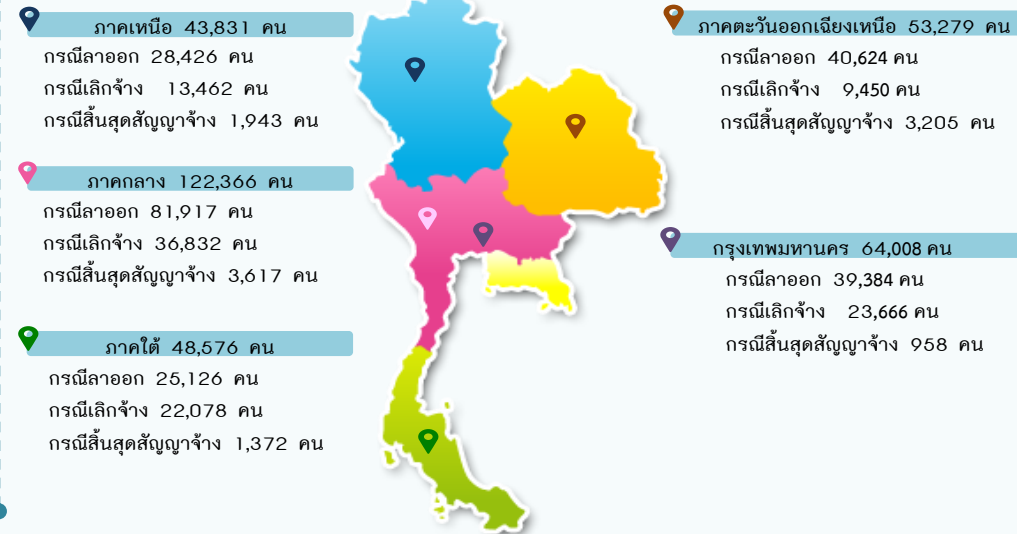 ภาคเหนือ 43,831 คน
กรณีลาออก 28,426 คน
กรณีเลิกจ้าง 13,462 คน
กรณีสิ้นสุดสัญญาจ้าง 1,943 คน
ภาคกลาง 122,366 คน
กรณีลาออก 81,917 คน
กรณีเลิกจ้าง 36,832 คน
กรณีสิ้นสุดสัญญาจ้าง 3,617 คน
ภาคใต้ 48,576 คน
กรณีลาออก 25,126 คน
กรณีเลิกจ้าง 22,078 คน
กรณีสิ้นสุดสัญญาจ้าง 1,372 คน
ภาคตะวันออกเฉียงเหนือ 53,279 คน
กรณีลาออก 40,624 คน
กรณีเลิกจ้าง 9,450 คน
กรณีสิ้นสุดสัญญาจ้าง 3,205 คน
กรุงเทพมหานคร 64,008 คน
กรณีลาออก 39,384 คน
กรณีเลิกจ้าง 23,666 คน
กรณีสิ้นสุดสัญญาจ้าง 958 คน